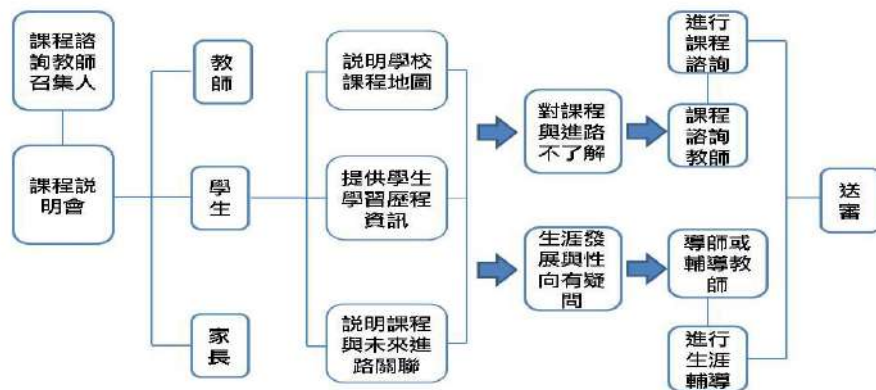 課程諮
詢教師
召集人
課程說
明會
教
師
學
生
家
長
說明學校
課程地圖
提供學生
學習歷程
資訊
說明課程
與未來進
路關聯
對課程
與進路
不了解
生涯發
展與性
向有疑
問
進行
課程
諮詢
課程
諮詢
教師
導師或
輔導教
師
進行
生涯
輔導
送
審